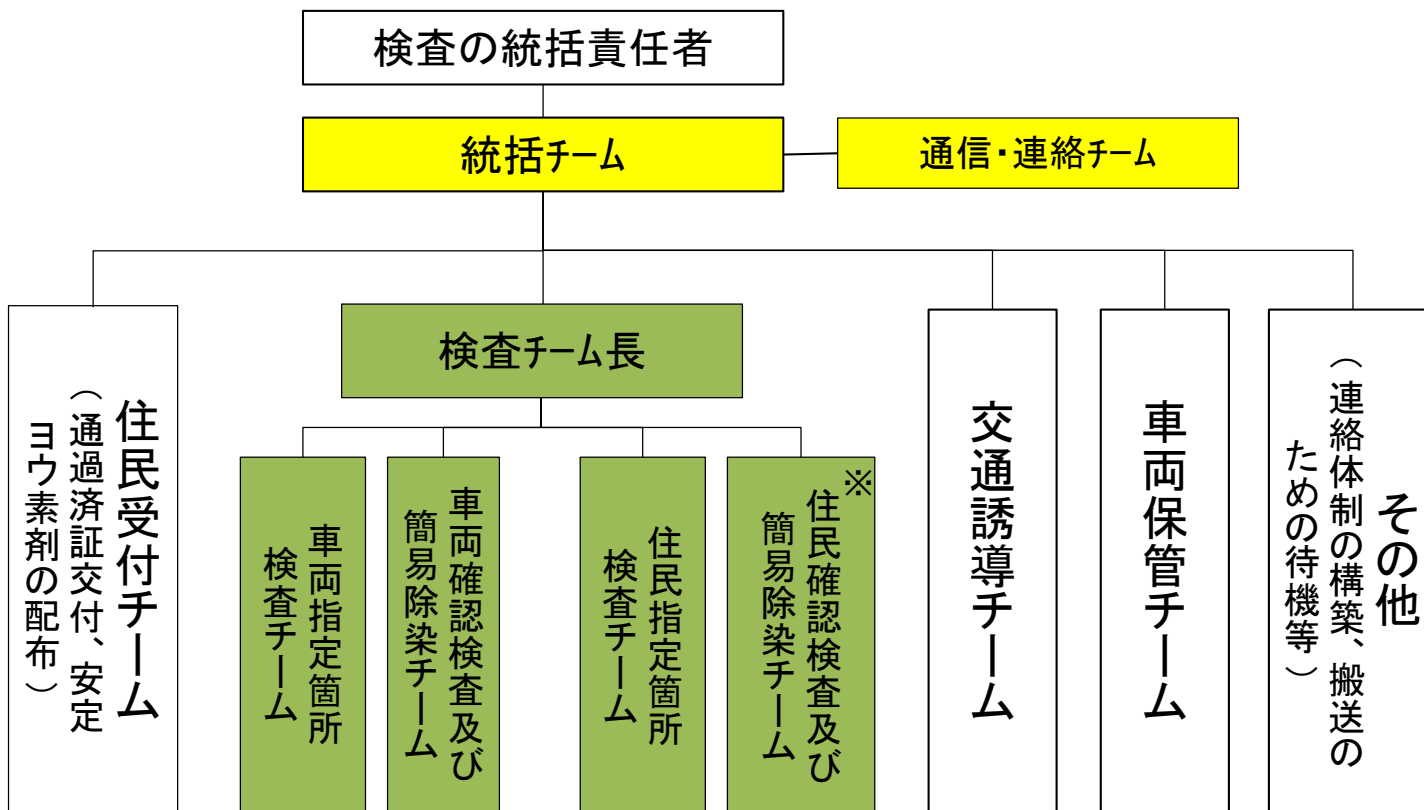 検査の統括責任者
統括チーム
通信・連絡チーム
検査チーム長
住民受付チーム
（通過済証交付、安定
ヨウ素剤の配布）
車両指定箇所
検査チーム
車両確認検査及び
簡易除染チーム
住民指定箇所
検査チーム
住民確認検査及び※
簡易除染チーム
交通誘導チーム
車両保管チーム
その他
（連絡体制の構築、搬送の
ための待機等）